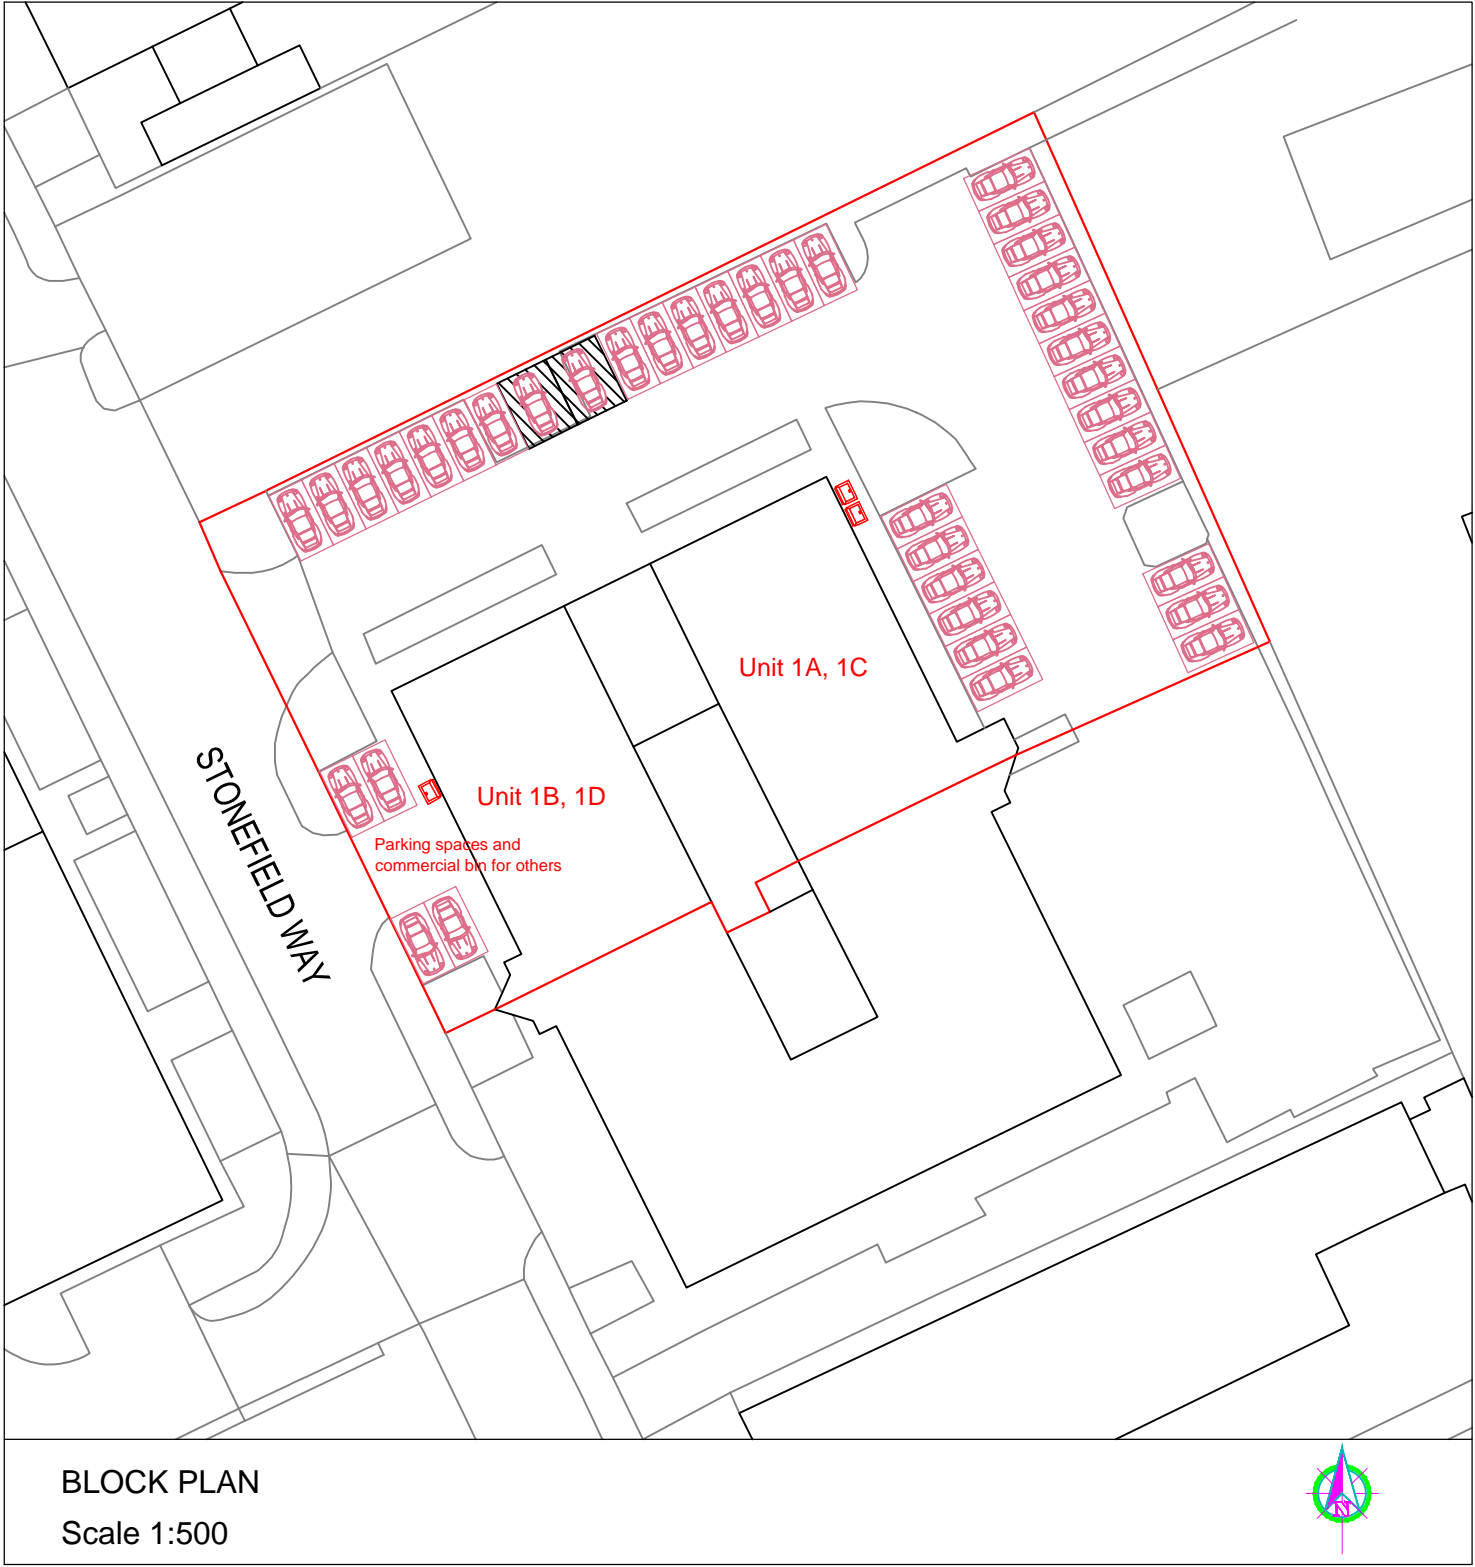 Unit 1A, 1C
Unit 1B, 1D
Parking spaces and
commercial bin for others
STONEFIELD WAY
BLOCK PLAN
Scale 1:500
N